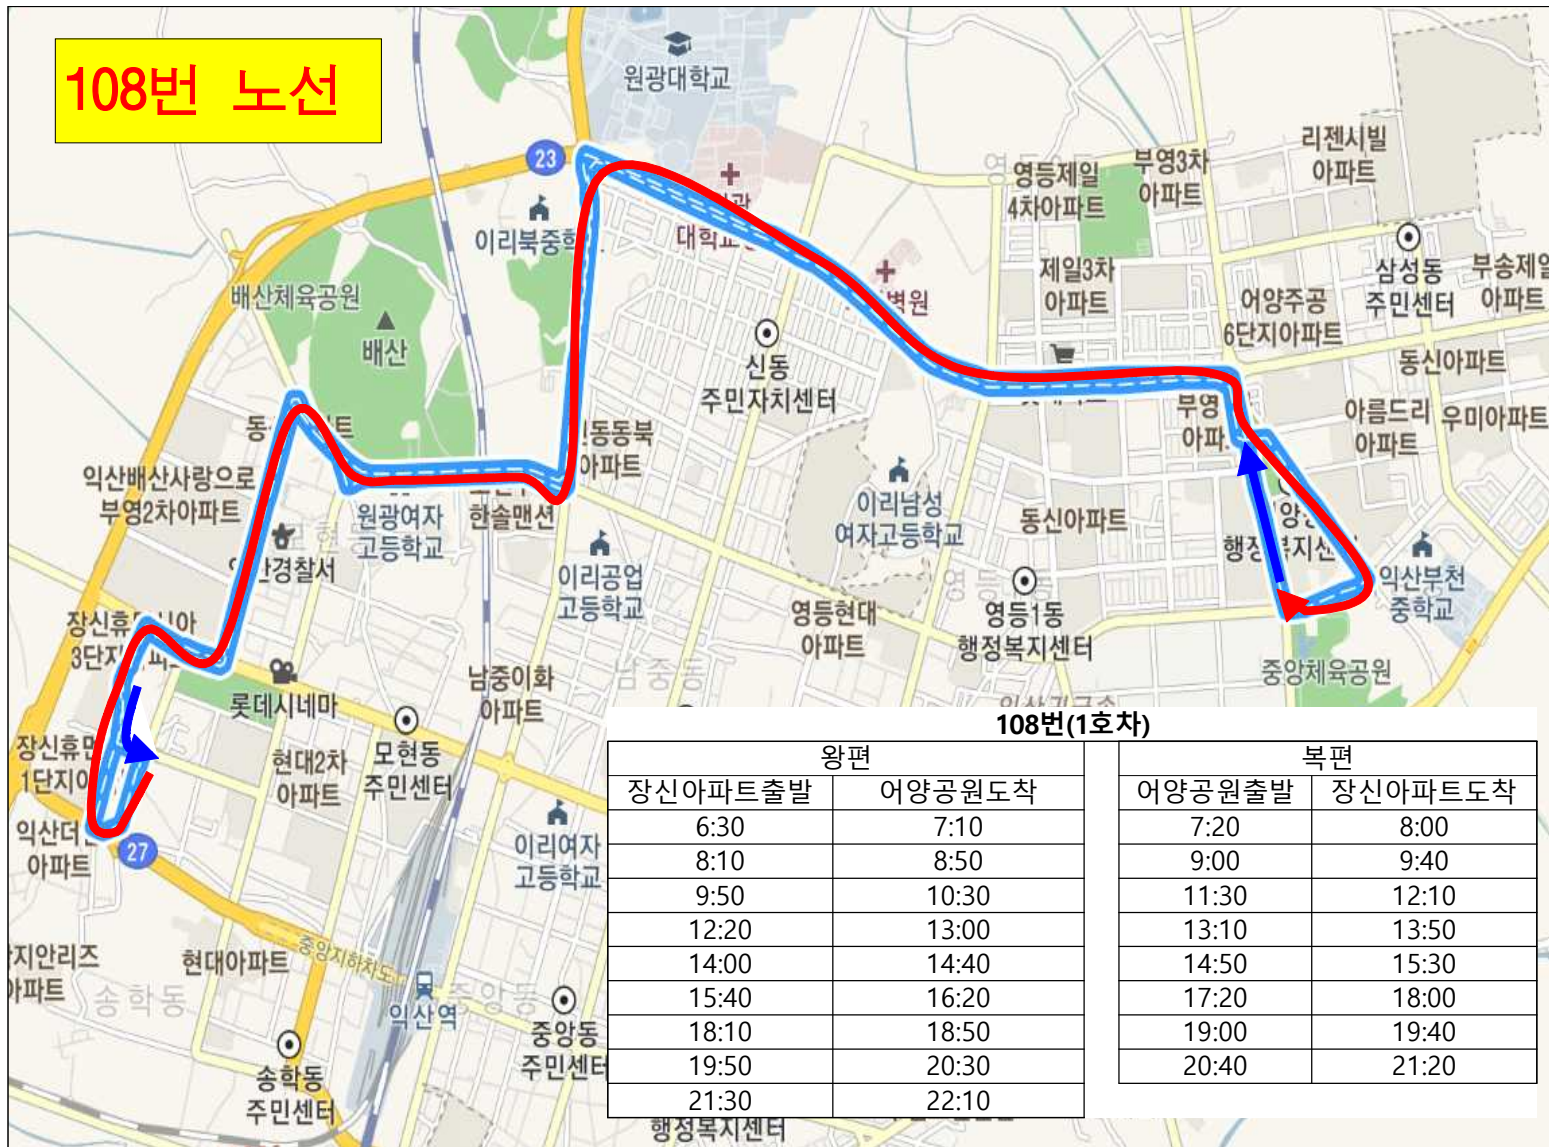 108번 노선
원광대학교
23
이리북중학
영등제일
4차아파트
부영3차
아파트
리젠시빌
아파트
배산체육공원
배산
신동
주민자치센터
제일3차
아파트
어양주공
6단지아파트
삼성동
주민센터
부송제일
아파트
동신아파트
아름드리
아파트
우미아파트
부영
익산배산사랑으로
부영2차아파트
원광여자
고등학교
한솔맨션
아파트
이리남성
여자고등학교
동신아파트
이리공업
고등학교
영등현대
아파트
영등1동
행정복지센터
익산부천
중학교
중앙체육공원
롯데시네마
남중동
남중이화
아파트
모현동
주민센터
현대2차
아파트
27
아파트
이리여자
고등학교
현대아파트
중앙지하차도
송학동
익산역
중앙동
중앙동
주민센터
송학동
주민센터
행정복지센터
108번(1호차)
왕편 복편
장신아파트출발 어양공원도착 어양공원출발 장신아파트도착
6:30 7:10 7:20 8:00
8:10 8:50 9:00 9:40
9:50 10:30 11:30 12:10
12:20 13:00 13:10 13:50
14:00 14:40 14:50 15:30
15:40 16:20 17:20 18:00
18:10 18:50 19:00 19:40
19:50 20:30 20:40 21:20
21:30 22:10